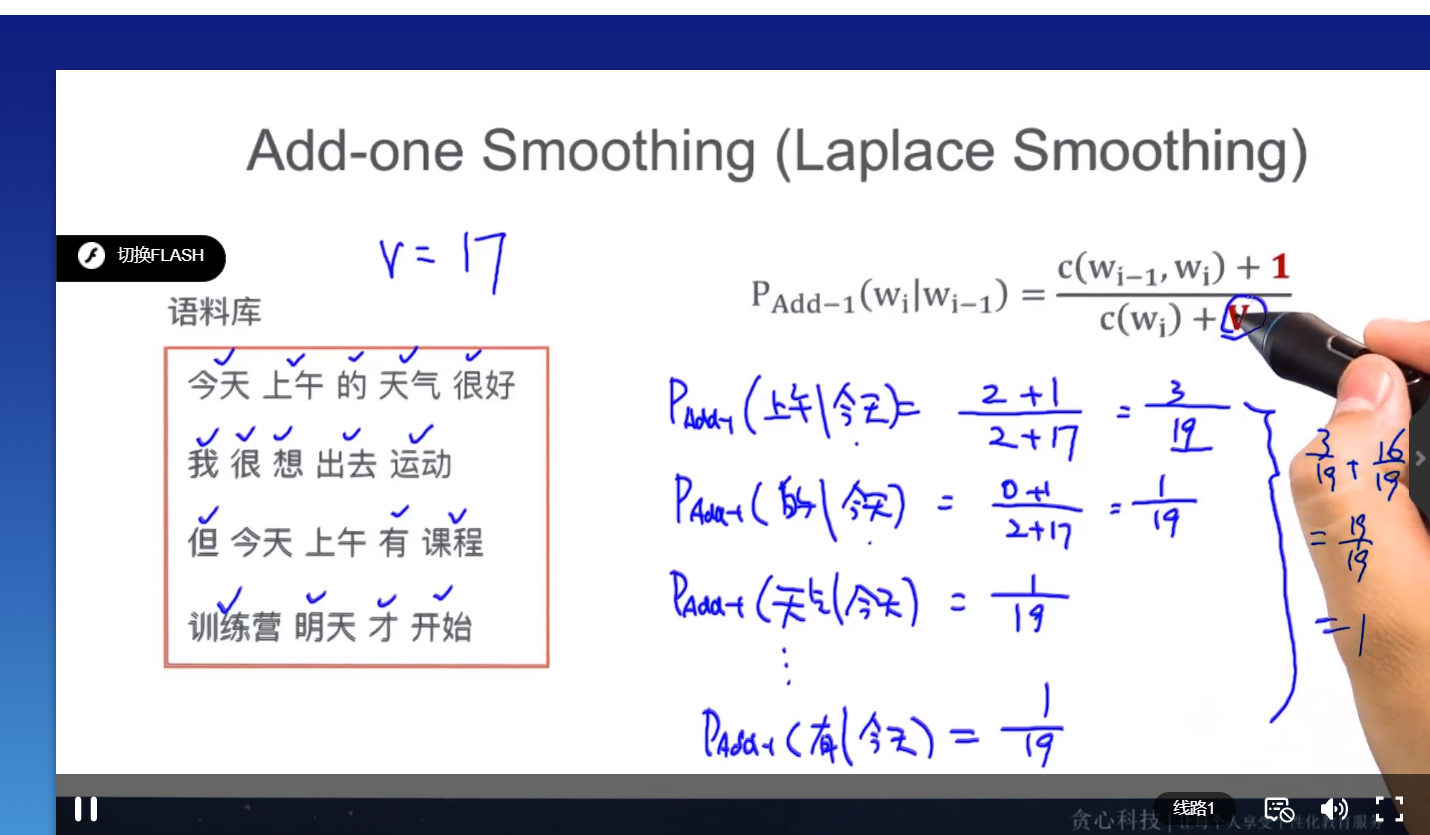 Add-one Smoothing (Laplace Smoothing)
切换FLASH
V = 17
语料库
今天 上午 的 天气 很好
我 很 想 出去 运动
但 今天 上午 有 课程
训练营 明天 才 开始
P_Add−1(w_i|w_{i−1}) = (c(w_{i−1}, w_i) + 1) / (c(w_i) + V)
P_Add-1(上午|今天) = (2+1)/(2+17) = 3/19
P_Add-1(的|今天) = (0+1)/(2+17) = 1/19
P_Add-1(天气|今天) = 1/19
⋮
P_Add-1(有|今天) = 1/19
3/19 + 16/19
= 19/19
= 1
线路1
贪心科技